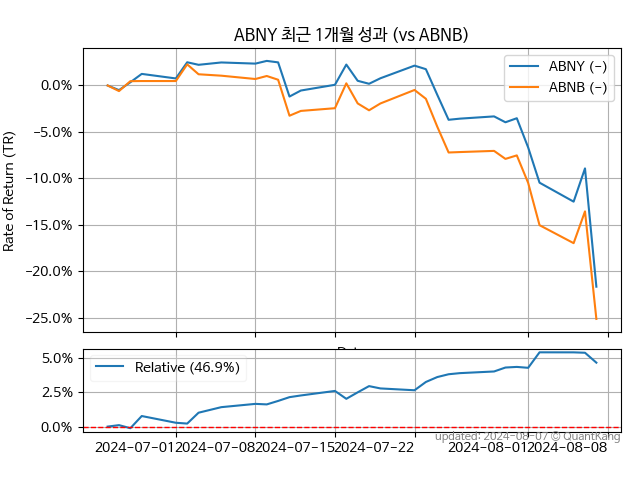 ABNY 최근 1개월 성과 (vs ABNB)
Rate of Return (TR)
0.0%
−5.0%
−10.0%
−15.0%
−20.0%
−25.0%
ABNY (-)
ABNB (-)
5.0%
2.5%
0.0%
Relative (46.9%)
updated: 2024-08-07 © QuantKang
2024-07-01 2024-07-08 2024-07-15 2024-07-22 2024-08-01 2024-08-08